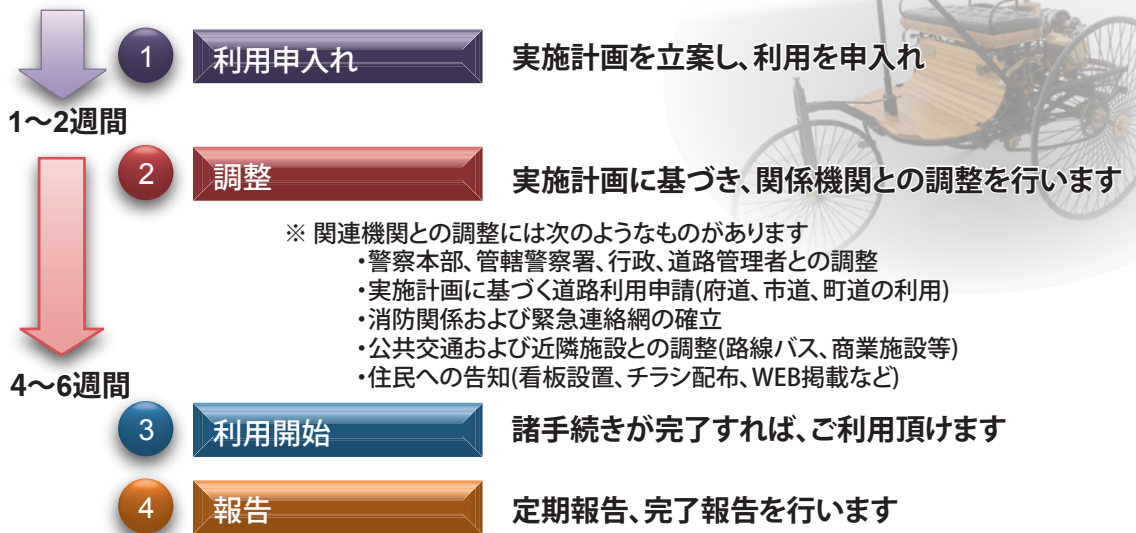 1 利用申入れ 実施計画を立案し、利用を申入れ
1～2週間
2 調整 実施計画に基づき、関係機関との調整を行います
※ 関連機関との調整には次のようなものがあります
・警察本部、管轄警察署、行政、道路管理者との調整
・実施計画に基づく道路利用申請(府道、市道、町道の利用)
・消防関係および緊急連絡網の確立
・公共交通および近隣施設との調整(路線バス、商業施設等)
・住民への告知(看板設置、チラシ配布、WEB掲載など)
4～6週間
3 利用開始 諸手続きが完了すれば、ご利用頂けます
4 報告 定期報告、完了報告を行います